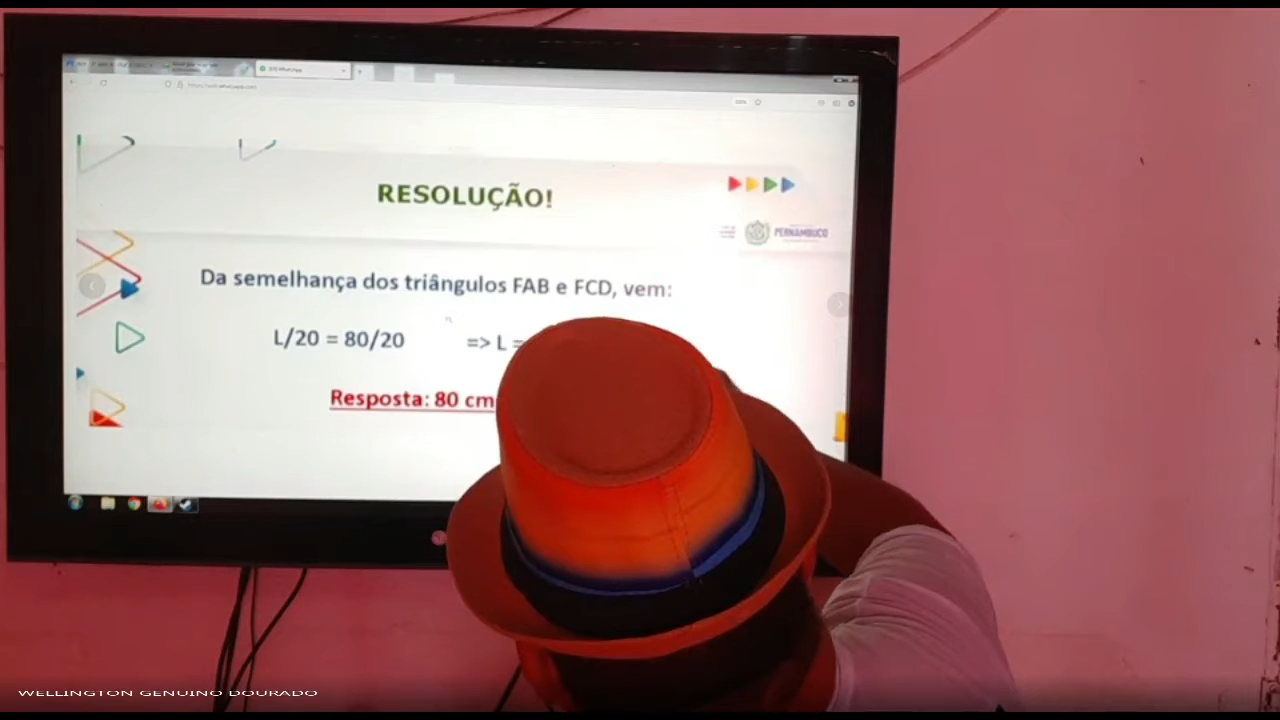 RESOLUÇÃO!
PERNAMBUCO
Da semelhança dos triângulos FAB e FCD, vem:
L/20 = 80/20 => L =
Resposta: 80 cm
WELLINGTON GENUINO DOURADO